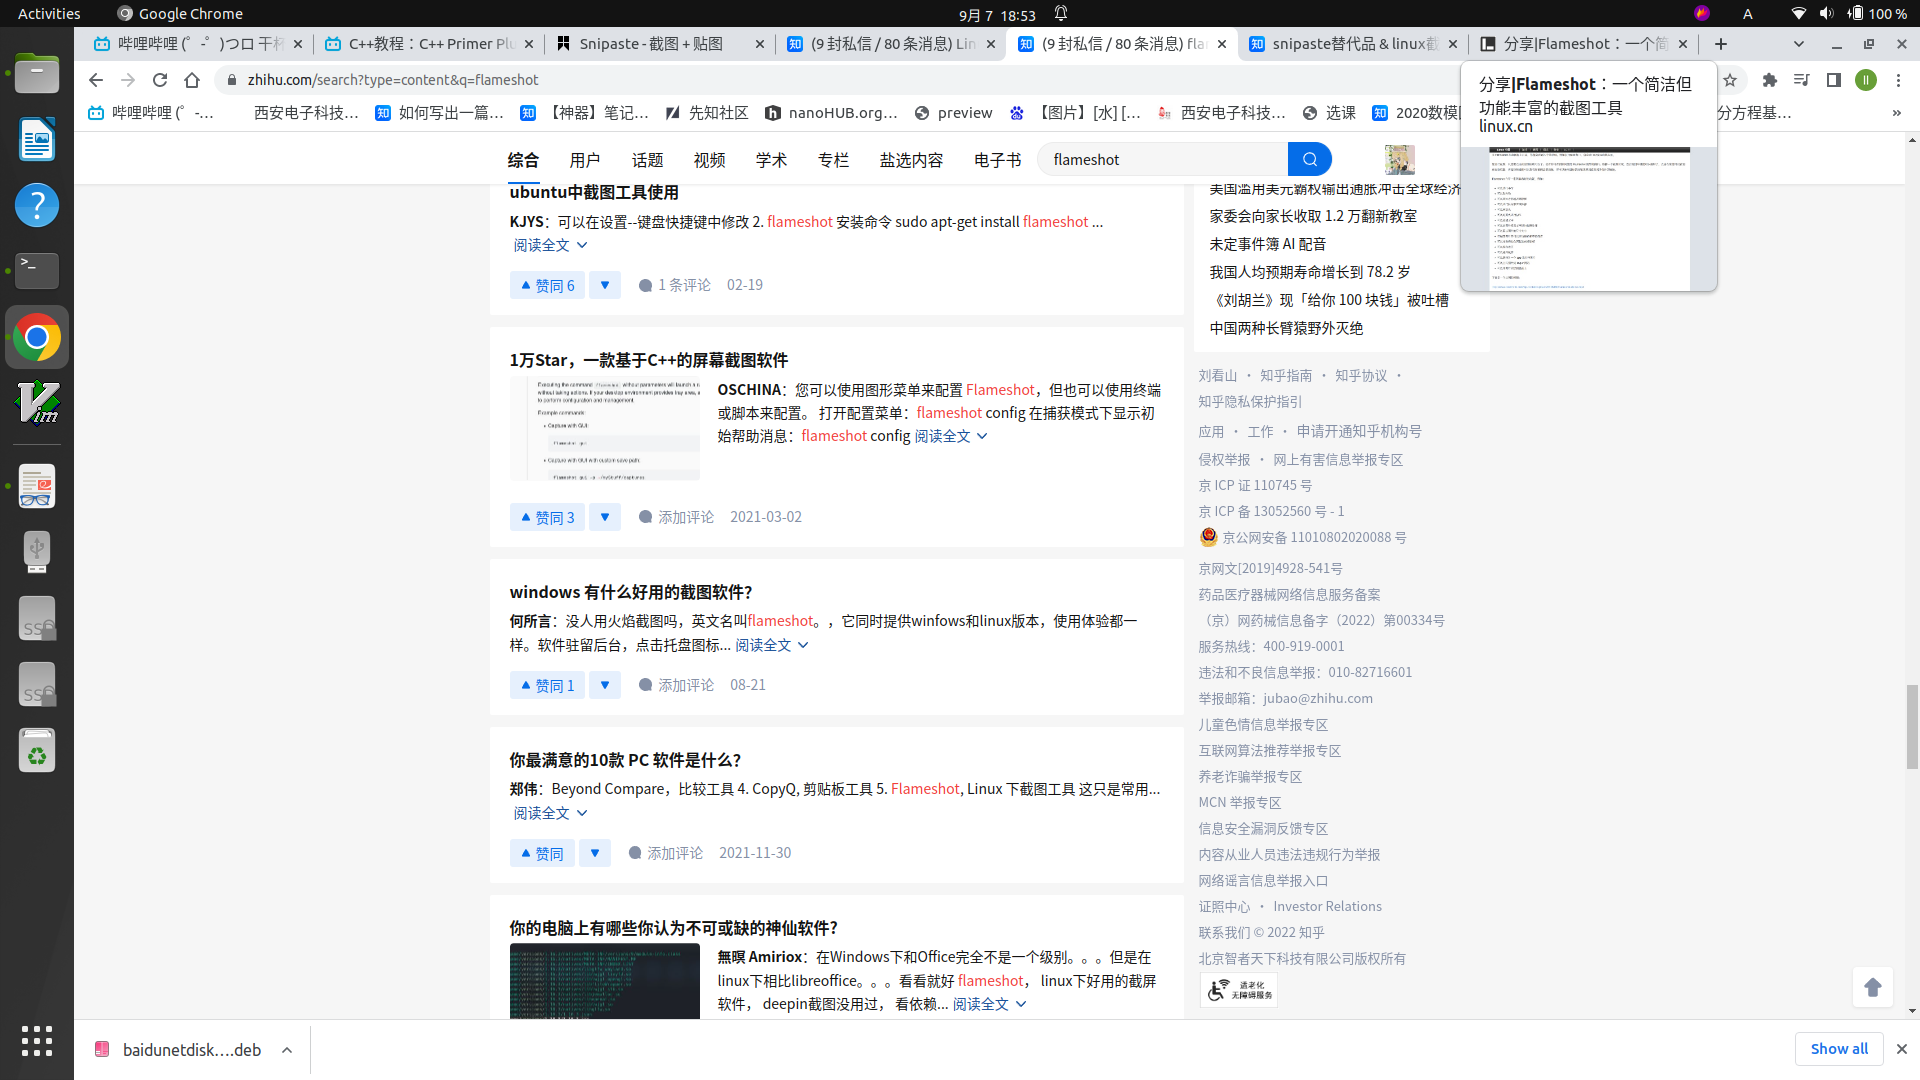 Activities
Google Chrome
9月 7 18:53
A
100 %
哔哩哔哩 (゜-゜)つロ 干杯
C++教程：C++ Primer Plu
Snipaste - 截图 + 贴图
(9 封私信 / 80 条消息) Lin
(9 封私信 / 80 条消息) fla
snipaste替代品 & linux截
分享|Flameshot：一个简
zhihu.com/search?type=content&q=flameshot
II
哔哩哔哩 (゜-...
西安电子科技...
如何写出一篇...
【神器】笔记...
先知社区
nanoHUB.org...
preview
【图片】[水] [...
西安电子科技...
选课
2020数模
分方程基...
»
分享|Flameshot：一个简洁但
功能丰富的截图工具
linux.cn
综合
用户
话题
视频
学术
专栏
盐选内容
电子书
flameshot
ubuntu中截图工具使用
KJYS：可以在设置--键盘快捷键中修改 2. flameshot 安装命令 sudo apt-get install flameshot ...
阅读全文
赞同 6
1 条评论
02-19
1万Star，一款基于C++的屏幕截图软件
Executing the command
without taking actions. If your desktop environment provides tray area,
to perform configuration and management.
Example commands:
• Capture with GUI:
flameshot gui
• Capture with GUI with custom save path:
OSCHINA：您可以使用图形菜单来配置 Flameshot，但也可以使用终端
或脚本来配置。 打开配置菜单：flameshot config 在捕获模式下显示初
始帮助消息：flameshot config 阅读全文
赞同 3
添加评论
2021-03-02
windows 有什么好用的截图软件？
何所言：没人用火焰截图吗，英文名叫flameshot。，它同时提供winfows和linux版本，使用体验都一
样。软件驻留后台，点击托盘图标... 阅读全文
赞同 1
添加评论
08-21
你最满意的10款 PC 软件是什么？
郑伟：Beyond Compare，比较工具 4. CopyQ, 剪贴板工具 5. Flameshot, Linux 下截图工具 这只是常用...
阅读全文
赞同
添加评论
2021-11-30
你的电脑上有哪些你认为不可或缺的神仙软件？
無暝 Amiriox：在Windows下和Office完全不是一个级别。。。但是在
linux下相比libreoffice。。。看看就好 flameshot， linux下好用的截屏
软件， deepin截图没用过， 看依赖... 阅读全文
美国滥用美元霸权输出通胀冲击全球经济
家委会向家长收取 1.2 万翻新教室
未定事件簿 AI 配音
我国人均预期寿命增长到 78.2 岁
《刘胡兰》现「给你 100 块钱」被吐槽
中国两种长臂猿野外灭绝
刘看山 · 知乎指南 · 知乎协议 ·
知乎隐私保护指引
应用 · 工作 · 申请开通知乎机构号
侵权举报 · 网上有害信息举报专区
京 ICP 证 110745 号
京 ICP 备 13052560 号 - 1
京公网安备 11010802020088 号
京网文[2019]4928-541号
药品医疗器械网络信息服务备案
（京）网药械信息备字（2022）第00334号
服务热线：400-919-0001
违法和不良信息举报：010-82716601
举报邮箱：jubao@zhihu.com
儿童色情信息举报专区
互联网算法推荐举报专区
养老诈骗举报专区
MCN 举报专区
信息安全漏洞反馈专区
内容从业人员违法违规行为举报
网络谣言信息举报入口
证照中心 · Investor Relations
联系我们 © 2022 知乎
北京智者天下科技有限公司版权所有
适老化
无障碍服务
baidunetdisk....deb
Show all